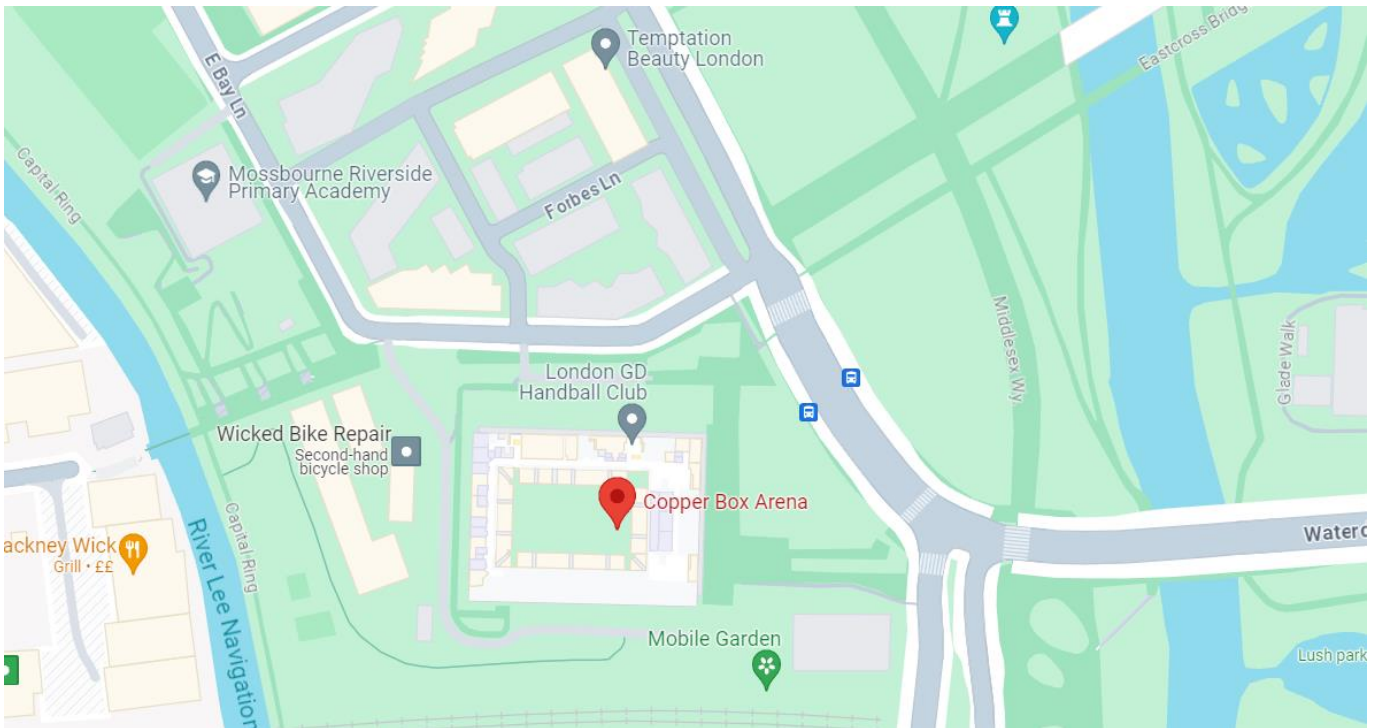 Temptation
Beauty London
Eastcross Bridg
E Bay Ln
Capital Ring
Mossbourne Riverside
Primary Academy
Forbes Ln
Middlesex Wy
Glade Walk
London GD
Handball Club
Wicked Bike Repair
Second-hand
bicycle shop
Copper Box Arena
Capital Ring
River Lee Navigation
ackney Wick
Grill • ££
Waterd
Mobile Garden
Lush park